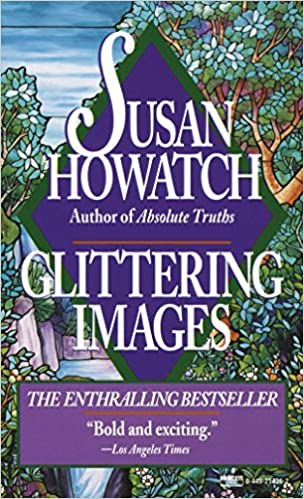 SUSAN
HOWATCH
Author of Absolute Truths
GLITTERING
IMAGES
THE ENTHRALLING BESTSELLER
“Bold and exciting.”
—Los Angeles Times